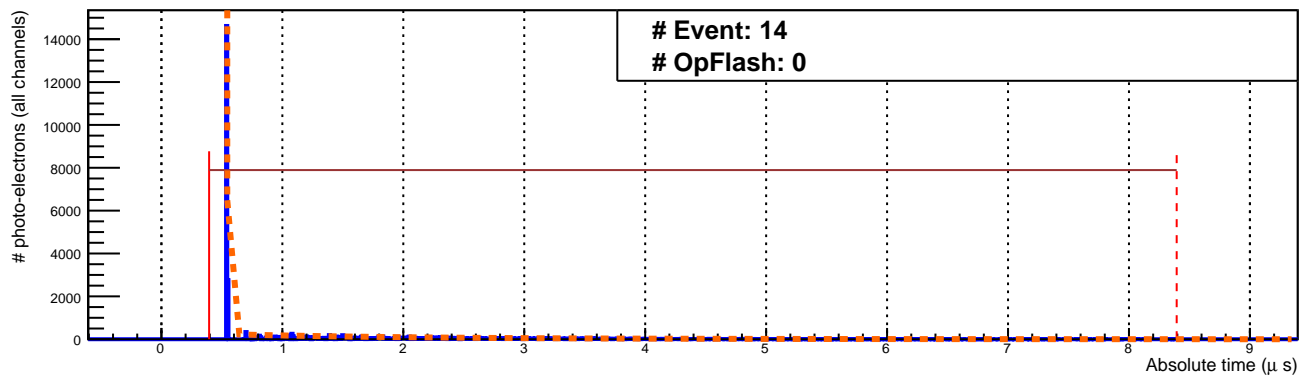 # Event: 14
# OpFlash: 0
# photo-electrons (all channels)
14000
12000
10000
8000
6000
4000
2000
0
0 1 2 3 4 5 6 7 8 9
Absolute time (μ s)